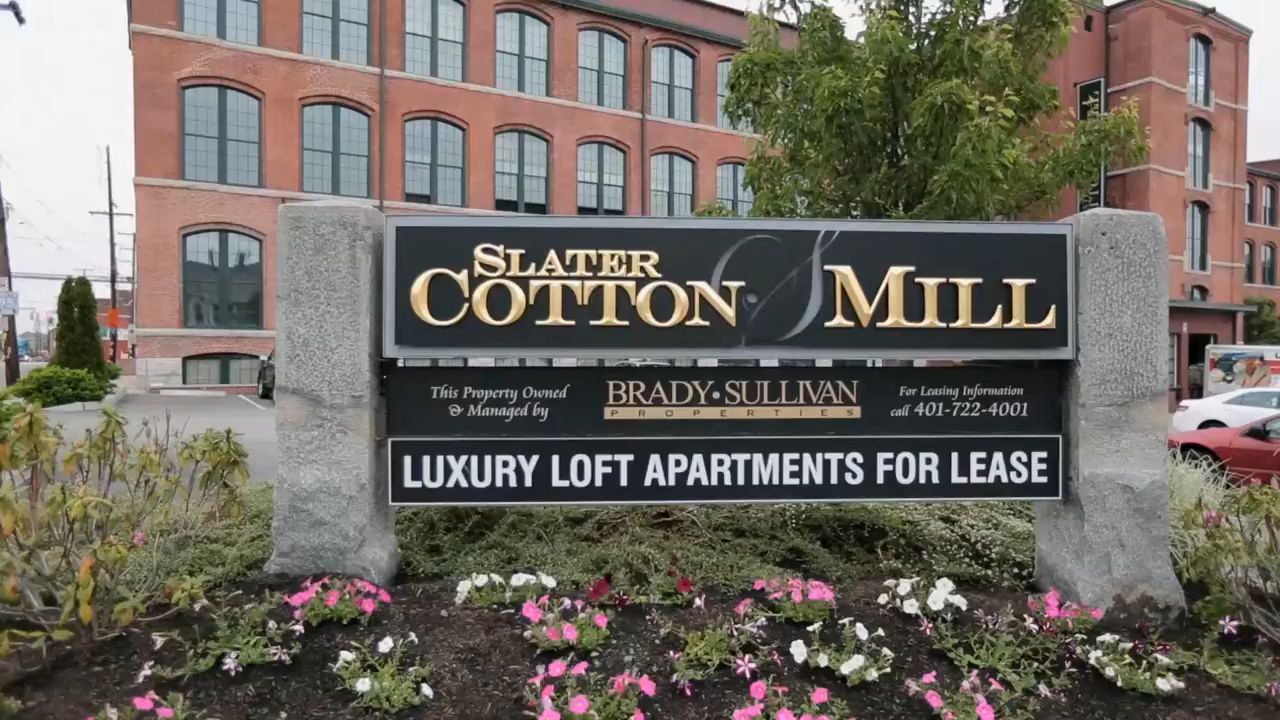 SLATER
COTTON MILL
This Property Owned
& Managed by
BRADY·SULLIVAN
PROPERTIES
For Leasing Information
call 401-722-4001
LUXURY LOFT APARTMENTS FOR LEASE